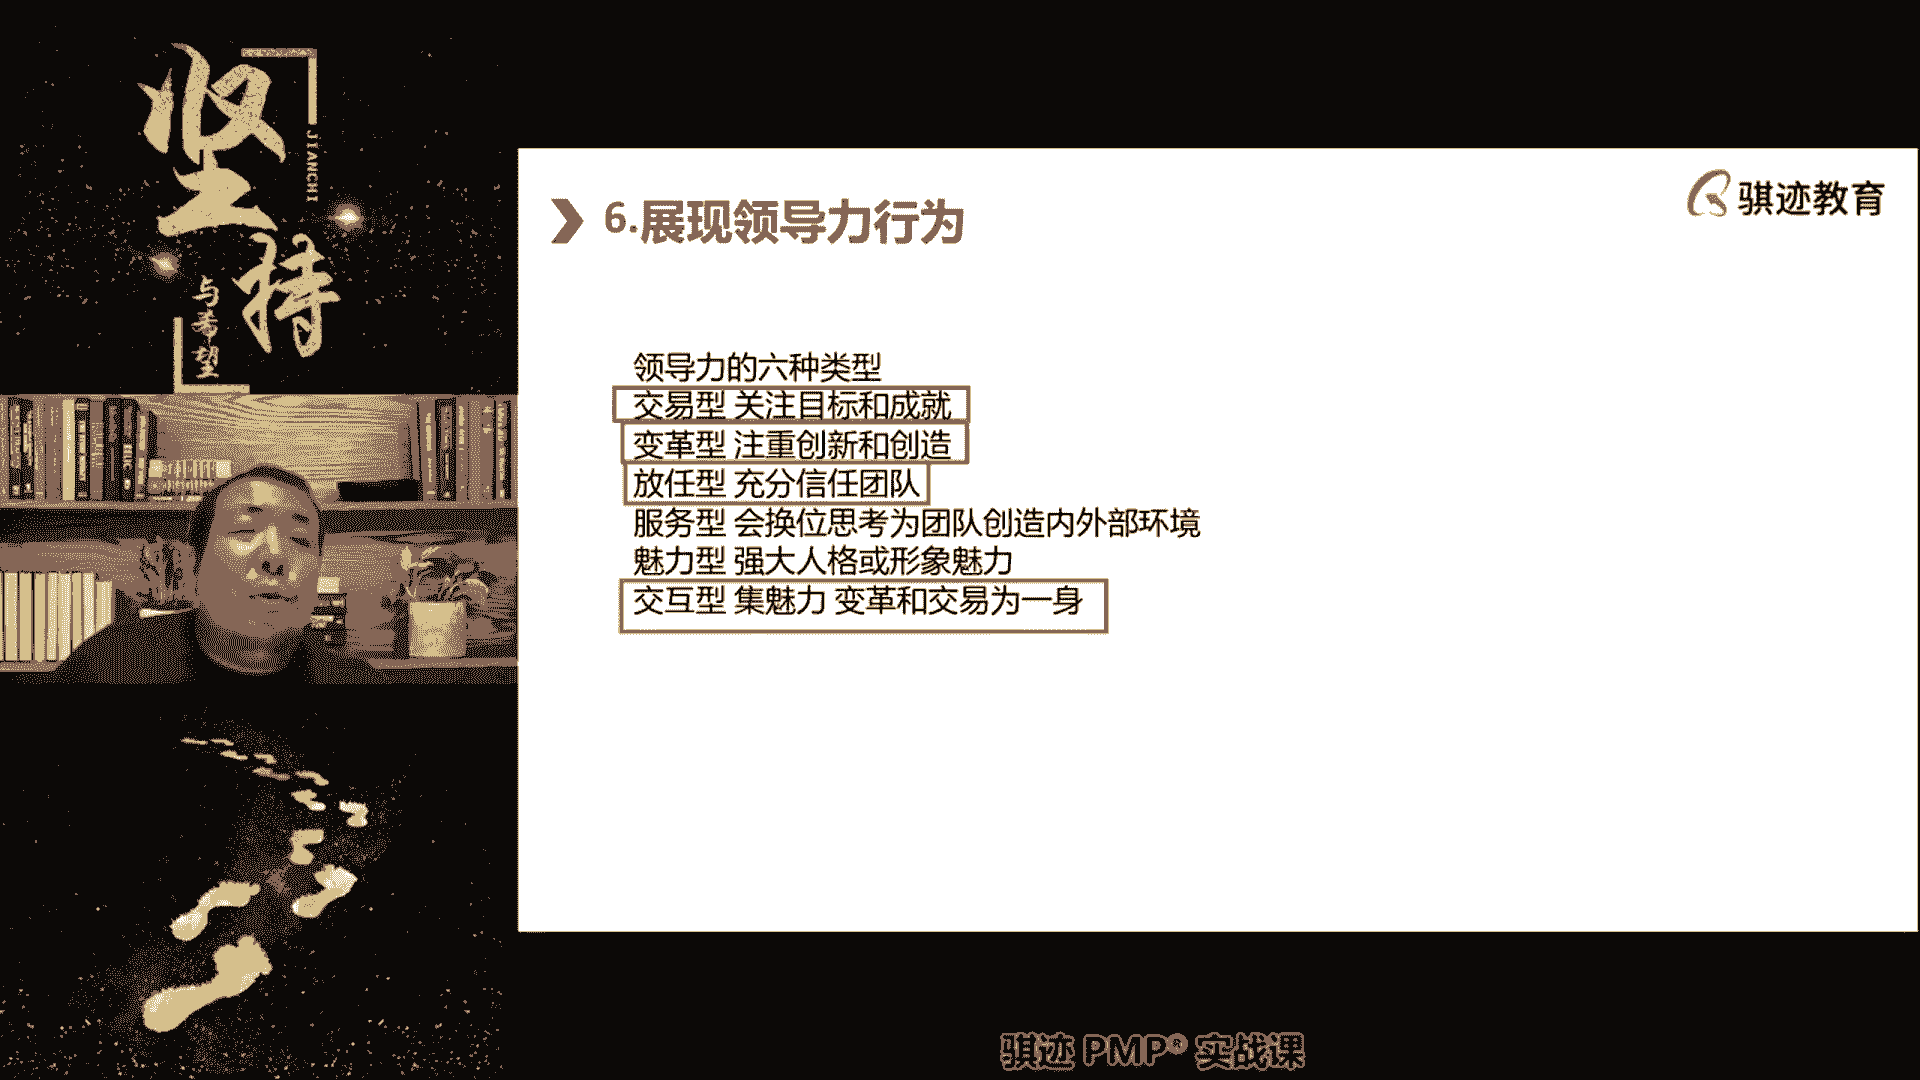 坚持
JIANCHI
与希望
骐迹教育
6.展现领导力行为
领导力的六种类型
交易型 关注目标和成就
变革型 注重创新和创造
放任型 充分信任团队
服务型 会换位思考为团队创造内外部环境
魅力型 强大人格或形象魅力
交互型 集魅力 变革和交易为一身
骐迹 PMP® 实战课